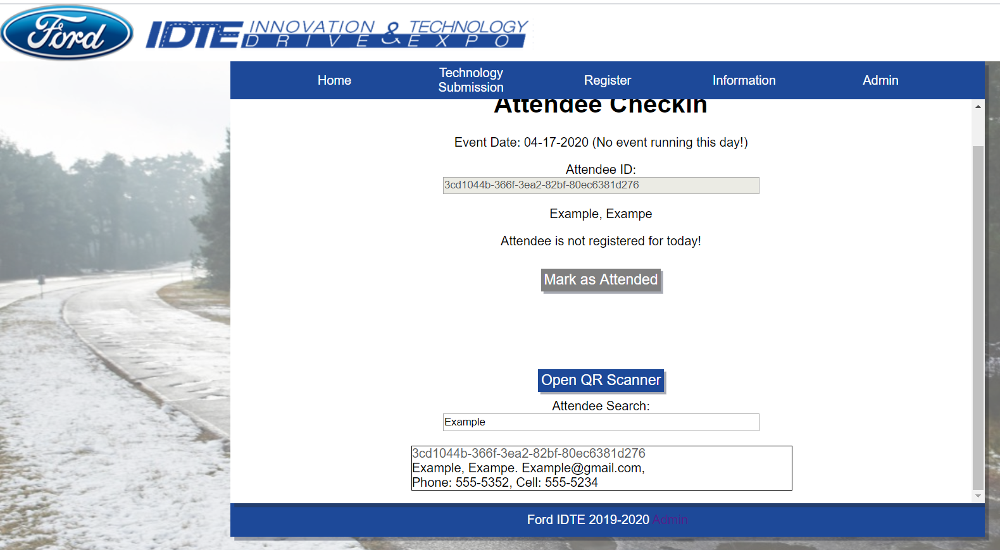 Ford
IDTE INNOVATION & TECHNOLOGY
DRIVE & EXPO
Home
Technology
Submission
Register
Information
Admin
Attendee Checkin
Event Date: 04-17-2020 (No event running this day!)
Attendee ID:
3cd1044b-366f-3ea2-82bf-80ec6381d276
Example, Exampe
Attendee is not registered for today!
Mark as Attended
Open QR Scanner
Attendee Search:
Example
3cd1044b-366f-3ea2-82bf-80ec6381d276
Example, Exampe. Example@gmail.com,
Phone: 555-5352, Cell: 555-5234
Ford IDTE 2019-2020 Admin